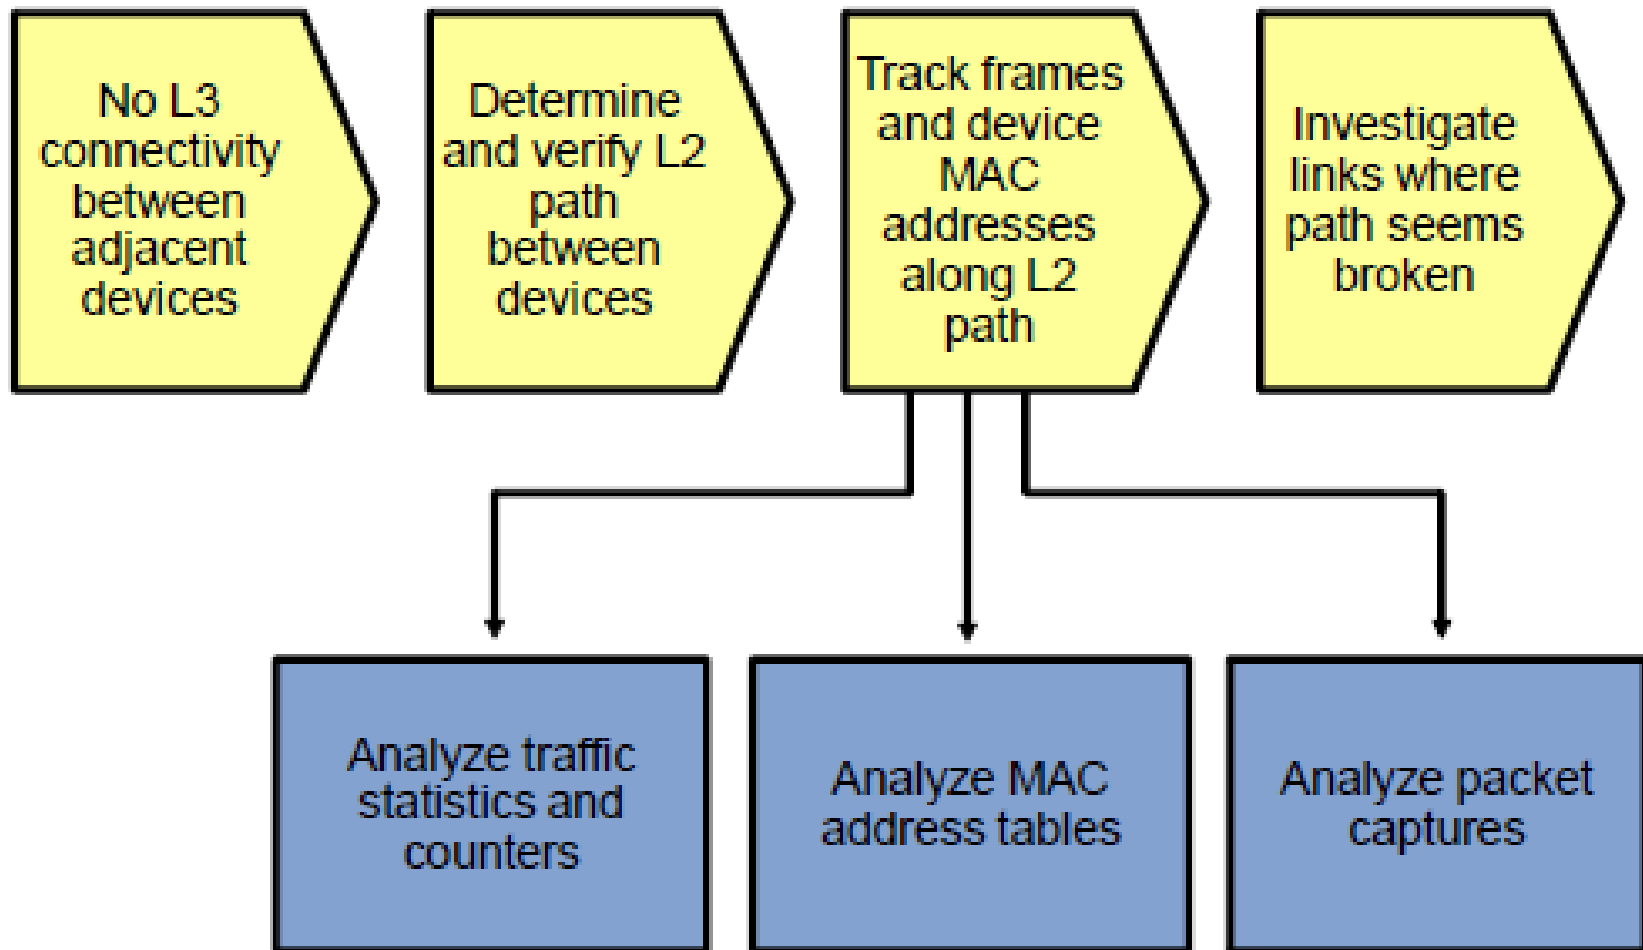 No L3
connectivity
between
adjacent
devices
Determine
and verify L2
path
between
devices
Track frames
and device
MAC
addresses
along L2
path
Investigate
links where
path seems
broken
Analyze traffic
statistics and
counters
Analyze MAC
address tables
Analyze packet
captures